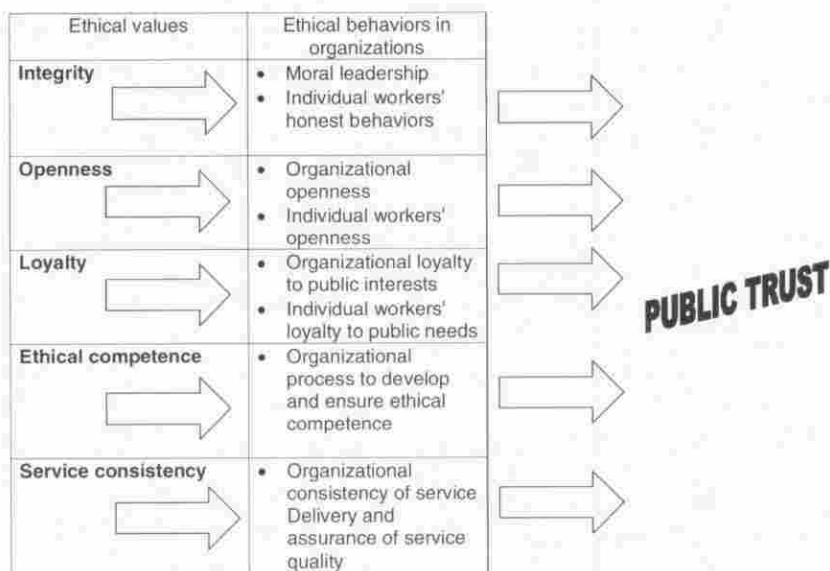 Ethical values
Ethical behaviors in
organizations
Integrity
• Moral leadership
• Individual workers'
honest behaviors
Openness
• Organizational
openness
• Individual workers'
openness
Loyalty
• Organizational loyalty
to public interests
• Individual workers'
loyalty to public needs
Ethical competence
• Organizational
process to develop
and ensure ethical
competence
Service consistency
• Organizational
consistency of service
Delivery and
assurance of service
quality
PUBLIC TRUST